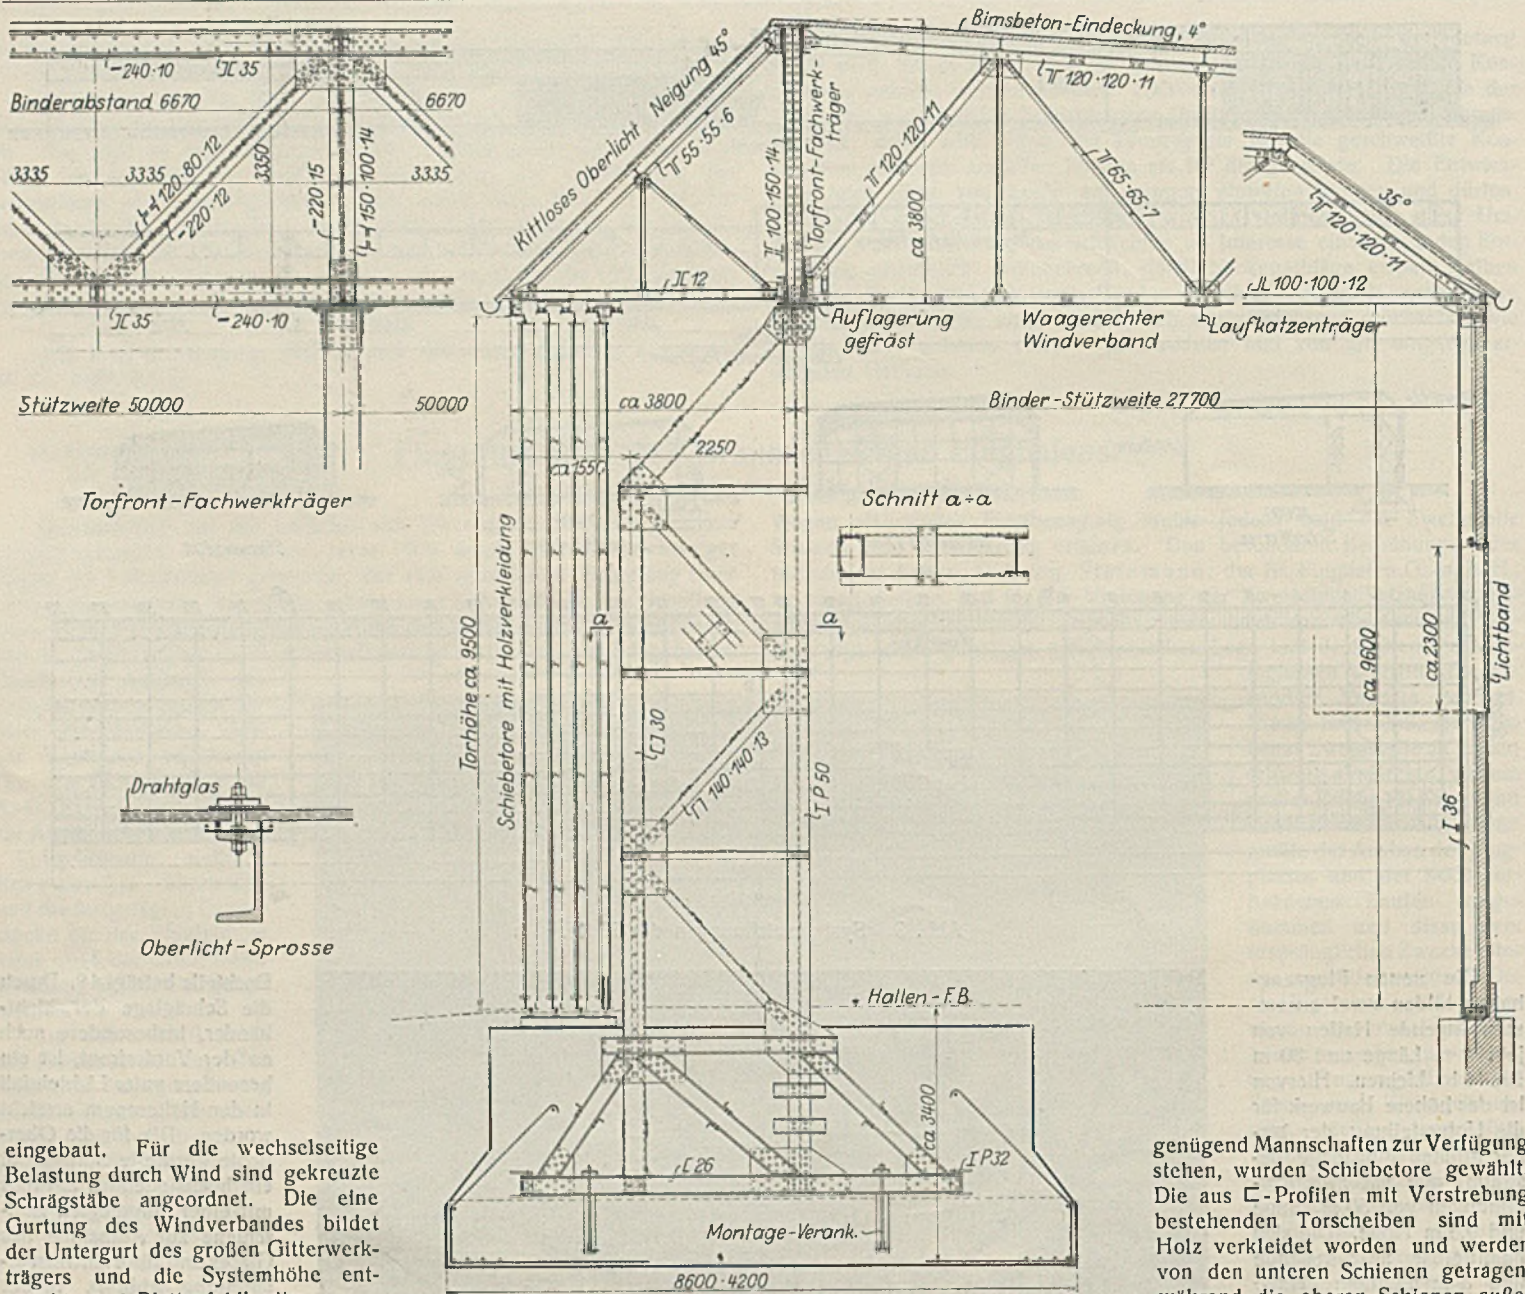 -240·10
ƆC 35
Binderabstand 6670
6670
3335
3335
3350
3335
120·80·12
-220·12
-220·15
150·100·14
ƆC 35
-240·10
Stützweite 50000
50000
Torfront-Fachwerkträger
Drahtglas
Oberlicht-Sprosse
Kittloses Oberlicht Neigung 45°
55·55·6
ƆC 12
100·150·14
Torfront-Fachwerk-
träger
Bimsbeton-Eindeckung, 4°
120·120·11
120·120·11
65·65·7
ca 3800
35°
120·120·11
JL 100·100·12
Auflagerung
gefräst
Waagerechter
Windverband
Laufkatzenträger
ca 3800
Binder-Stützweite 27700
2250
ca 1550
Schnitt a÷a
a
a
Torhöhe ca 9500
Schiebetore mit Holzverkleidung
[] 30
140·140·13
I P 50
ca 9600
ca 2300
Lichtband
I 36
Hallen-F.B.
ca 3400
[ 26
I P 32
Montage-Verank.
8600·4200
eingebaut. Für die wechselseitige
Belastung durch Wind sind gekreuzte
Schrägstäbe angeordnet. Die eine
Gurtung des Windverbandes bildet
der Untergurt des großen Gitterwerk-
trägers und die Systemhöhe ent-
genügend Mannschaften zur Verfügung
stehen, wurden Schiebetore gewählt
Die aus ⊏-Profilen mit Verstrebung
bestehenden Torscheiben sind mit
Holz verkleidet worden und werden
von den unteren Schienen getragen